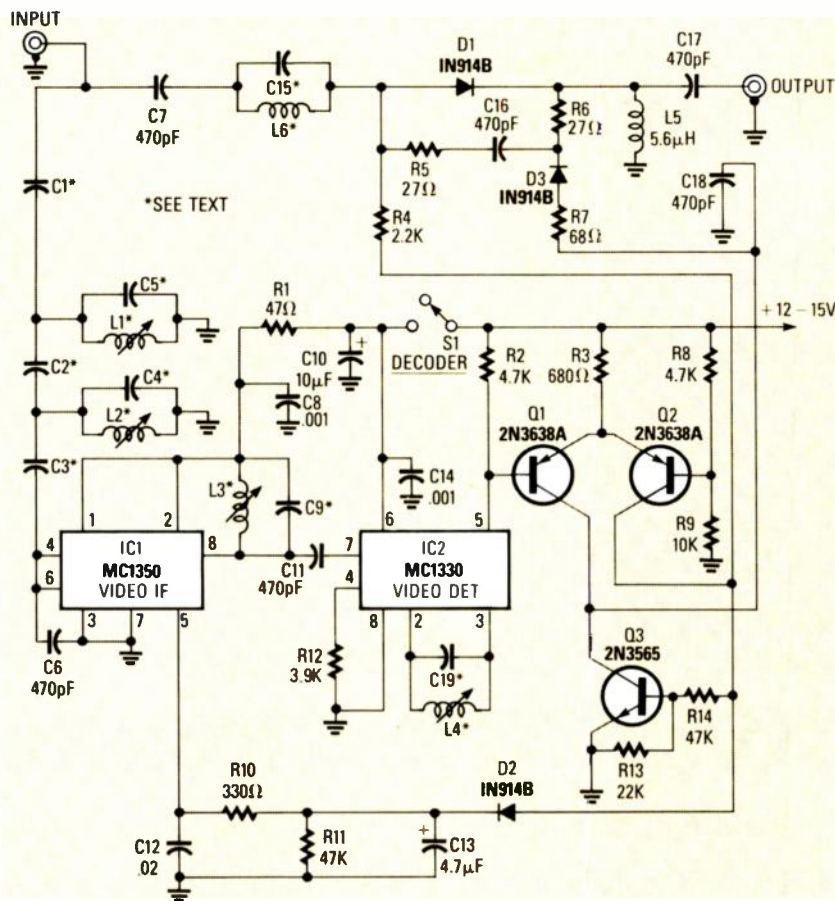 INPUT
C7
470pF
C15*
L6*
D1
IN914B
C16
470pF
R5
27Ω
R6
27Ω
D3
IN914B
R7
68Ω
R4
2.2K
C17
470pF
OUTPUT
L5
5.6μH
C18
470pF
C1*
*SEE TEXT
C5*
L1*
C2*
C4*
L2*
C3*
R1
47Ω
C10
10μF
+
C8
.001
S1
DECODER
+12 – 15V
R2
4.7K
R3
680Ω
R8
4.7K
Q1
2N3638A
Q2
2N3638A
C14
.001
L3*
C9*
R9
10K
1
2
4
6
IC1
MC1350
VIDEO IF
8
3
7
5
C11
470pF
6
5
7
4
IC2
MC1330
VIDEO DET
8
2
3
C6
470pF
R12
3.9K
C19*
L4*
Q3
2N3565
R14
47K
R13
22K
R10
330Ω
D2
IN914B
C12
.02
R11
47K
+
C13
4.7μF